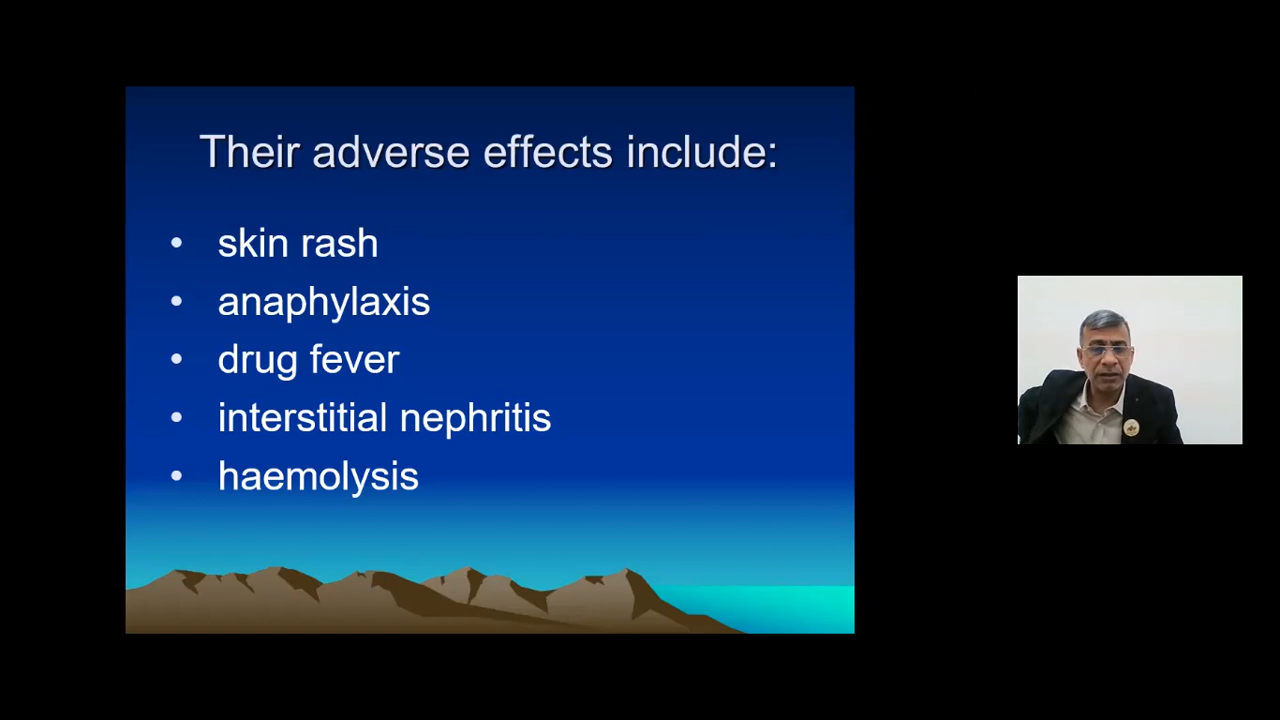 Their adverse effects include:
• skin rash
• anaphylaxis
• drug fever
• interstitial nephritis
• haemolysis